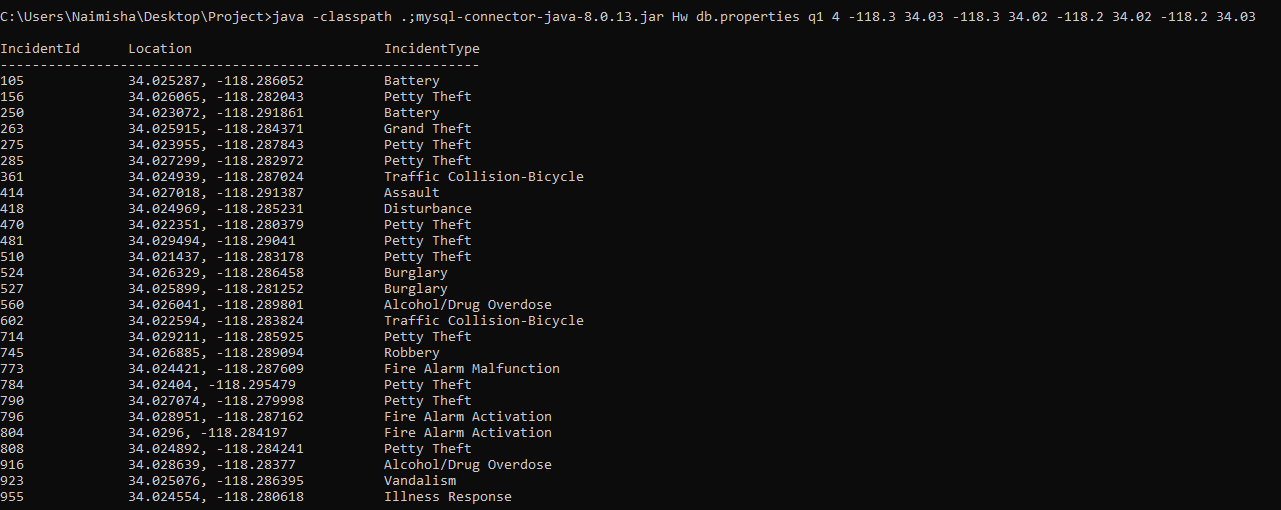 C:\Users\Naimisha\Desktop\Project>java -classpath .;mysql-connector-java-8.0.13.jar Hw db.properties q1 4 -118.3 34.03 -118.3 34.02 -118.2 34.02 -118.2 34.03
IncidentId Location IncidentType
------------------------------------------------------------
105 34.025287, -118.286052 Battery
156 34.026065, -118.282043 Petty Theft
250 34.023072, -118.291861 Battery
263 34.025915, -118.284371 Grand Theft
275 34.023955, -118.287843 Petty Theft
285 34.027299, -118.282972 Petty Theft
361 34.024939, -118.287024 Traffic Collision-Bicycle
414 34.027018, -118.291387 Assault
418 34.024969, -118.285231 Disturbance
470 34.022351, -118.280379 Petty Theft
481 34.029494, -118.29041 Petty Theft
510 34.021437, -118.283178 Petty Theft
524 34.026329, -118.286458 Burglary
527 34.025899, -118.281252 Burglary
560 34.026041, -118.289801 Alcohol/Drug Overdose
602 34.022594, -118.283824 Traffic Collision-Bicycle
714 34.029211, -118.285925 Petty Theft
745 34.026885, -118.289094 Robbery
773 34.024421, -118.287609 Fire Alarm Malfunction
784 34.02404, -118.295479 Petty Theft
790 34.027074, -118.279998 Petty Theft
796 34.028951, -118.287162 Fire Alarm Activation
804 34.0296, -118.284197 Fire Alarm Activation
808 34.024892, -118.284241 Petty Theft
916 34.028639, -118.28377 Alcohol/Drug Overdose
923 34.025076, -118.286395 Vandalism
955 34.024554, -118.280618 Illness Response